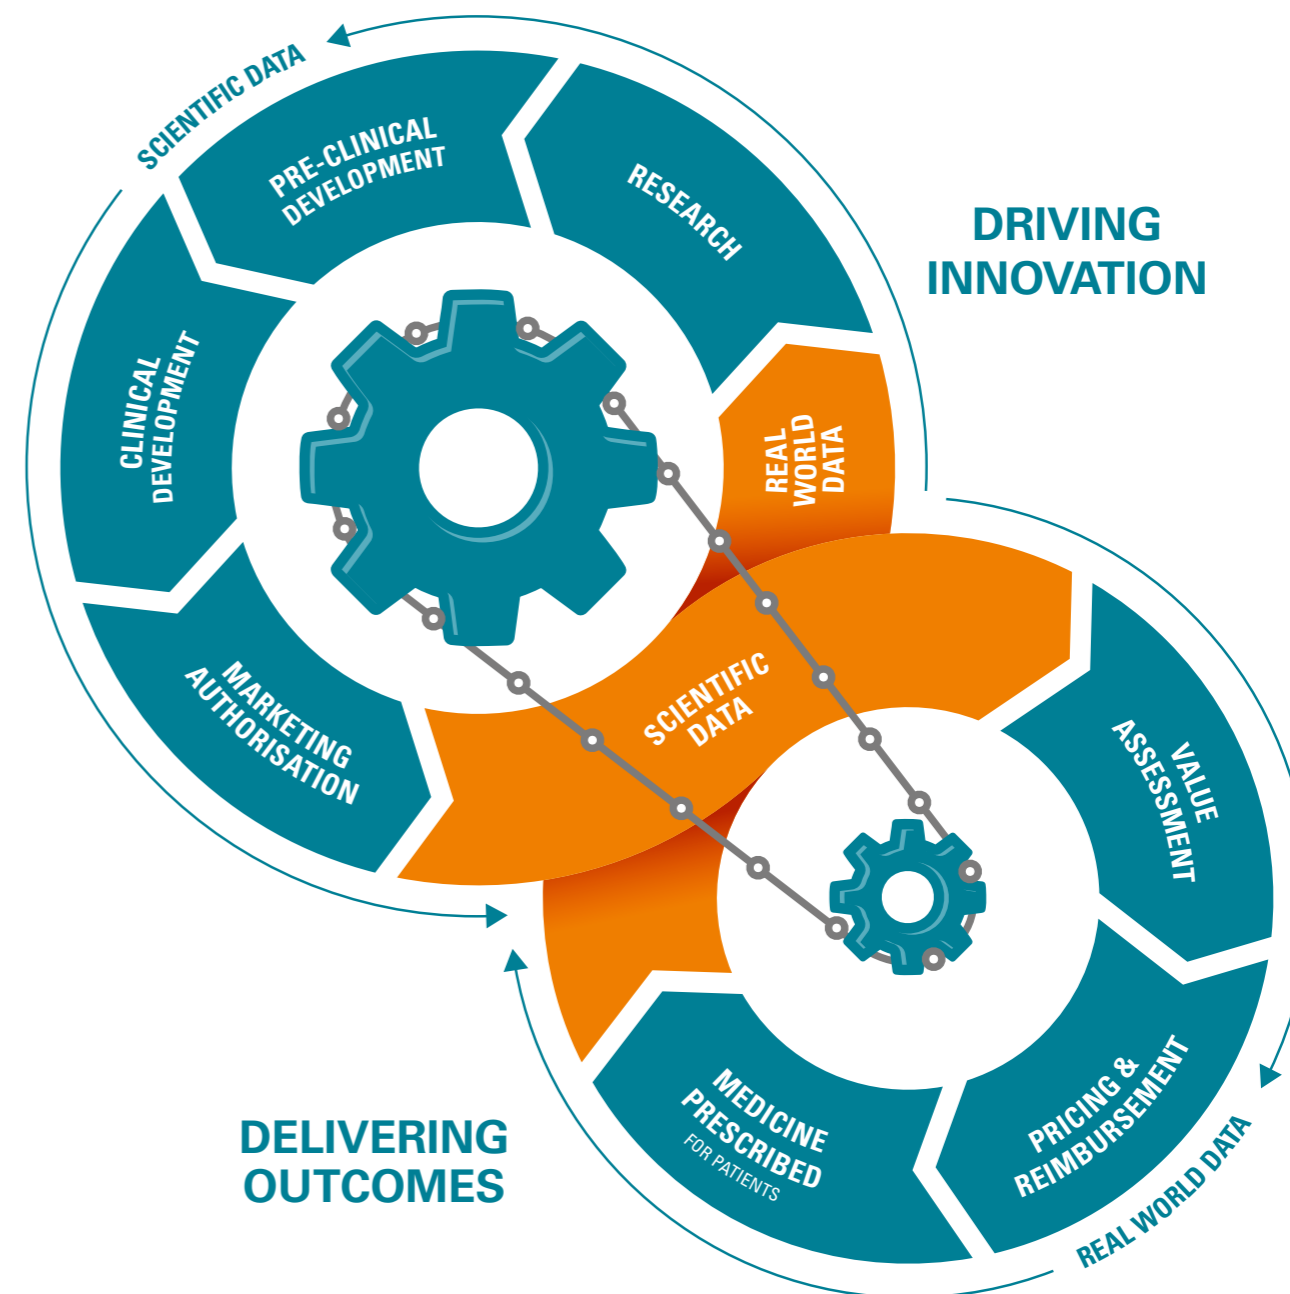 SCIENTIFIC DATA
PRE-CLINICAL
DEVELOPMENT
RESEARCH
DRIVING
INNOVATION
CLINICAL
DEVELOPMENT
REAL
WORLD
DATA
MARKETING
AUTHORISATION
SCIENTIFIC
DATA
VALUE
ASSESSMENT
PRICING &
REIMBURSEMENT
MEDICINE
PRESCRIBED
FOR PATIENTS
DELIVERING
OUTCOMES
REAL WORLD DATA